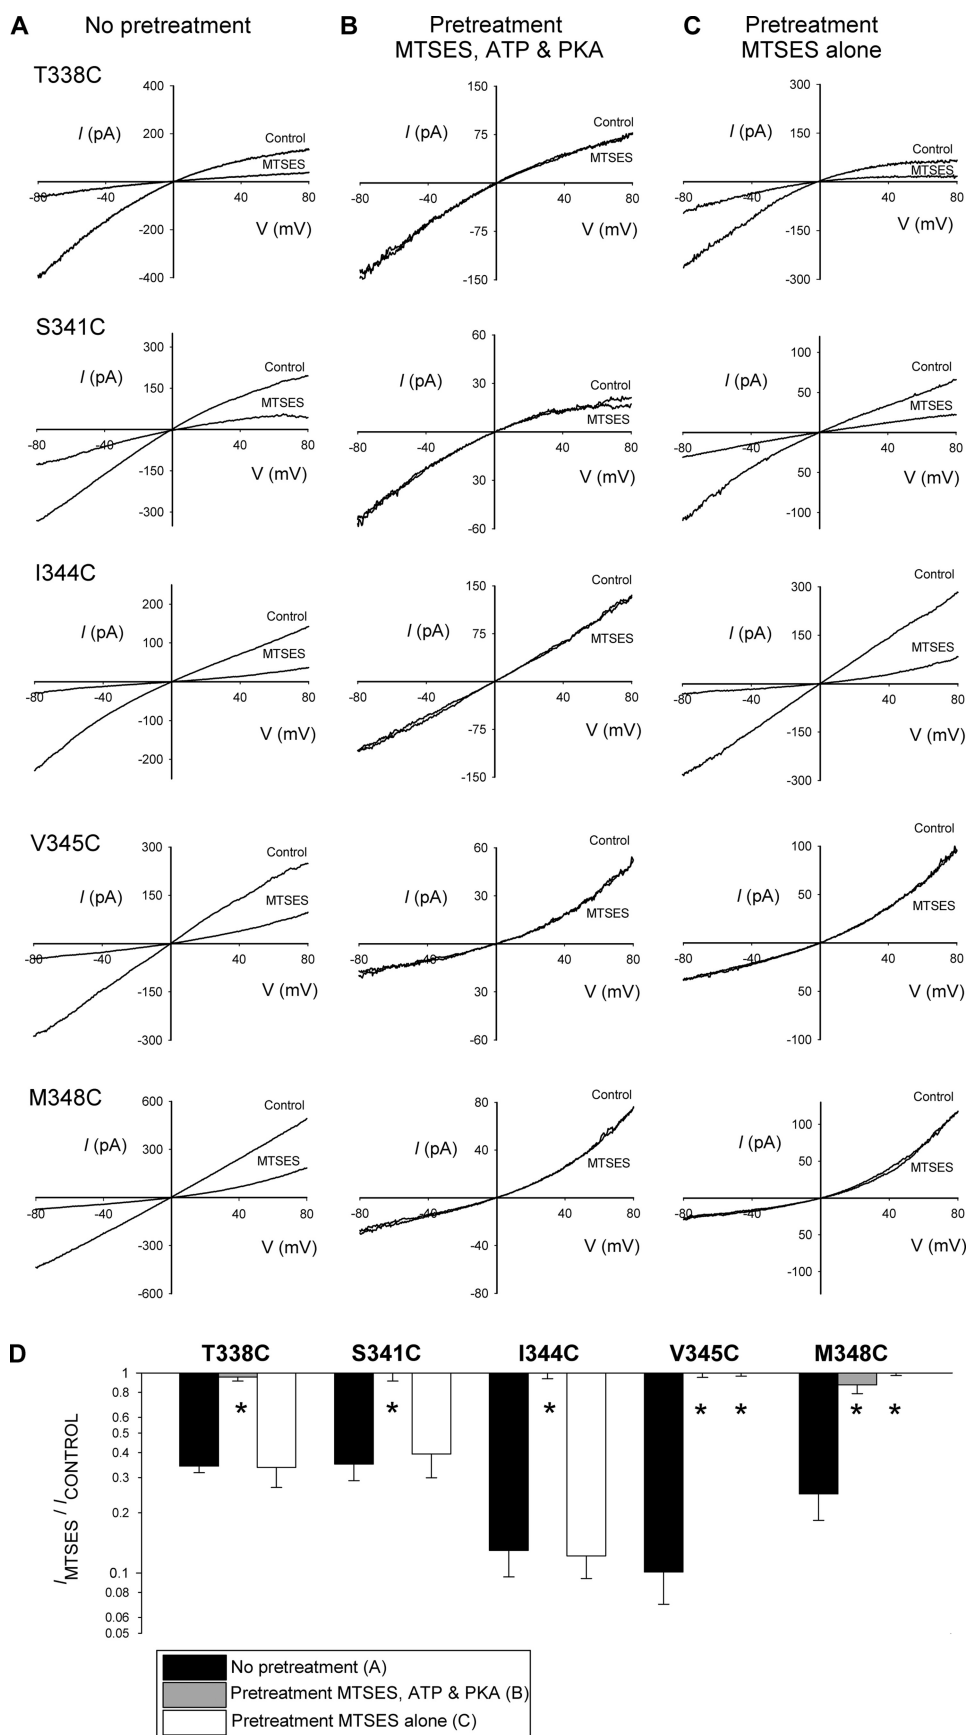 A
No pretreatment
B
Pretreatment
MTSES, ATP & PKA
C
Pretreatment
MTSES alone
T338C
400
I (pA)
200
Control
MTSES
-80
-40
40
80
V (mV)
-200
-400
150
I (pA)
75
Control
MTSES
-80
-40
40
80
V (mV)
-75
-150
300
I (pA)
150
Control
MTSES
-80
-40
40
80
V (mV)
-150
-300
S341C
300
I (pA)
150
Control
MTSES
-80
-40
40
80
V (mV)
-150
-300
60
I (pA)
30
Control
MTSES
-80
-40
40
80
V (mV)
30
-60
100
I (pA)
50
Control
MTSES
-80
-40
40
80
V (mV)
50
-100
I344C
200
I (pA)
100
Control
MTSES
-80
-40
40
80
V (mV)
-100
-200
150
I (pA)
75
Control
MTSES
-80
-40
40
80
V (mV)
-75
-150
300
I (pA)
150
Control
MTSES
-80
-40
40
80
V (mV)
-150
-300
V345C
300
I (pA)
150
Control
MTSES
-80
-40
40
80
V (mV)
-150
-300
60
I (pA)
30
Control
MTSES
-80
-40
40
80
V (mV)
30
-60
100
I (pA)
50
Control
MTSES
-80
-40
40
80
V (mV)
50
-100
M348C
600
I (pA)
300
Control
MTSES
-80
-40
40
80
V (mV)
-300
-600
80
I (pA)
40
Control
MTSES
-80
-40
40
80
V (mV)
-40
-80
100
I (pA)
50
Control
MTSES
-80
-40
40
80
V (mV)
50
-100
D
T338C S341C I344C V345C M348C
IMTSES / ICONTROL
1
0.8
0.6
0.5
0.4
0.3
0.2
0.1
0.08
0.06
0.05
* * * * * * *
No pretreatment (A)
Pretreatment MTSES, ATP & PKA (B)
Pretreatment MTSES alone (C)